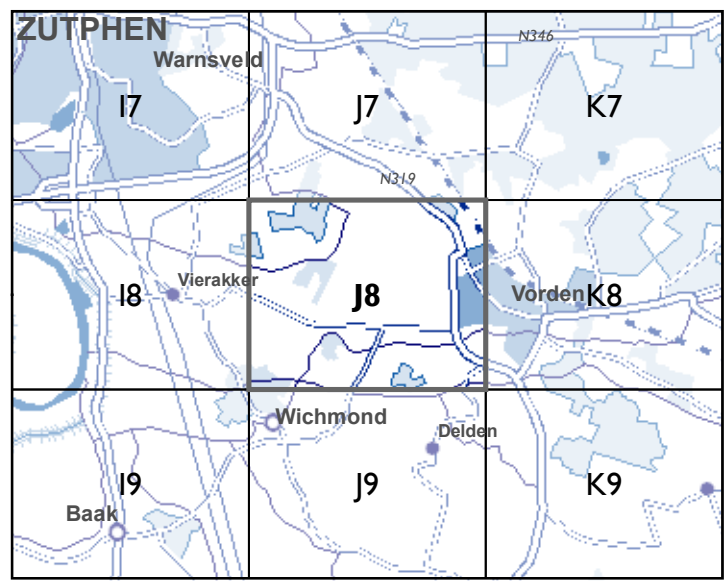 ZUTPHEN
N346
Warnsveld
I7
J7
K7
N319
Vierakker
I8
J8
Vorden
K8
Wichmond
Delden
I9
J9
K9
Baak